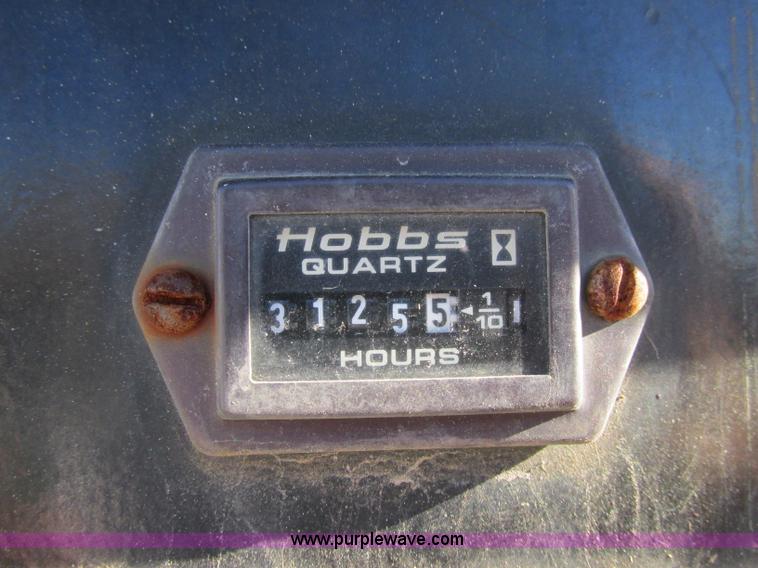 Hobbs
QUARTZ
3 1 2 5 5 ◄ 1/10
HOURS
www.purplewave.com